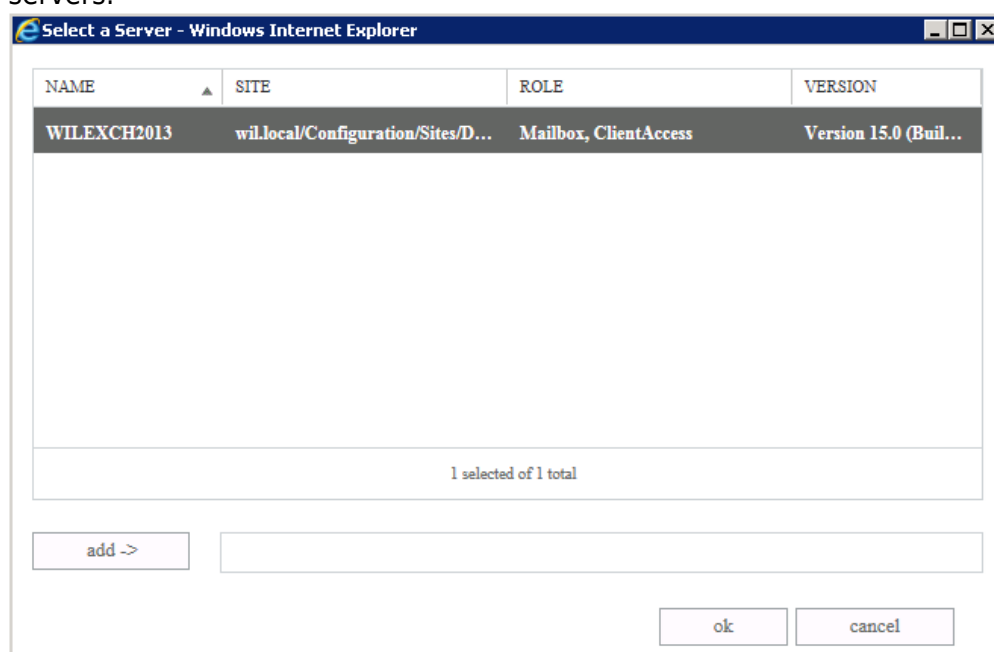 servers.
Select a Server - Windows Internet Explorer
NAME SITE ROLE VERSION
WILEXCH2013 wil.local/Configuration/Sites/D... Mailbox, ClientAccess Version 15.0 (Buil...
1 selected of 1 total
add ->
ok cancel